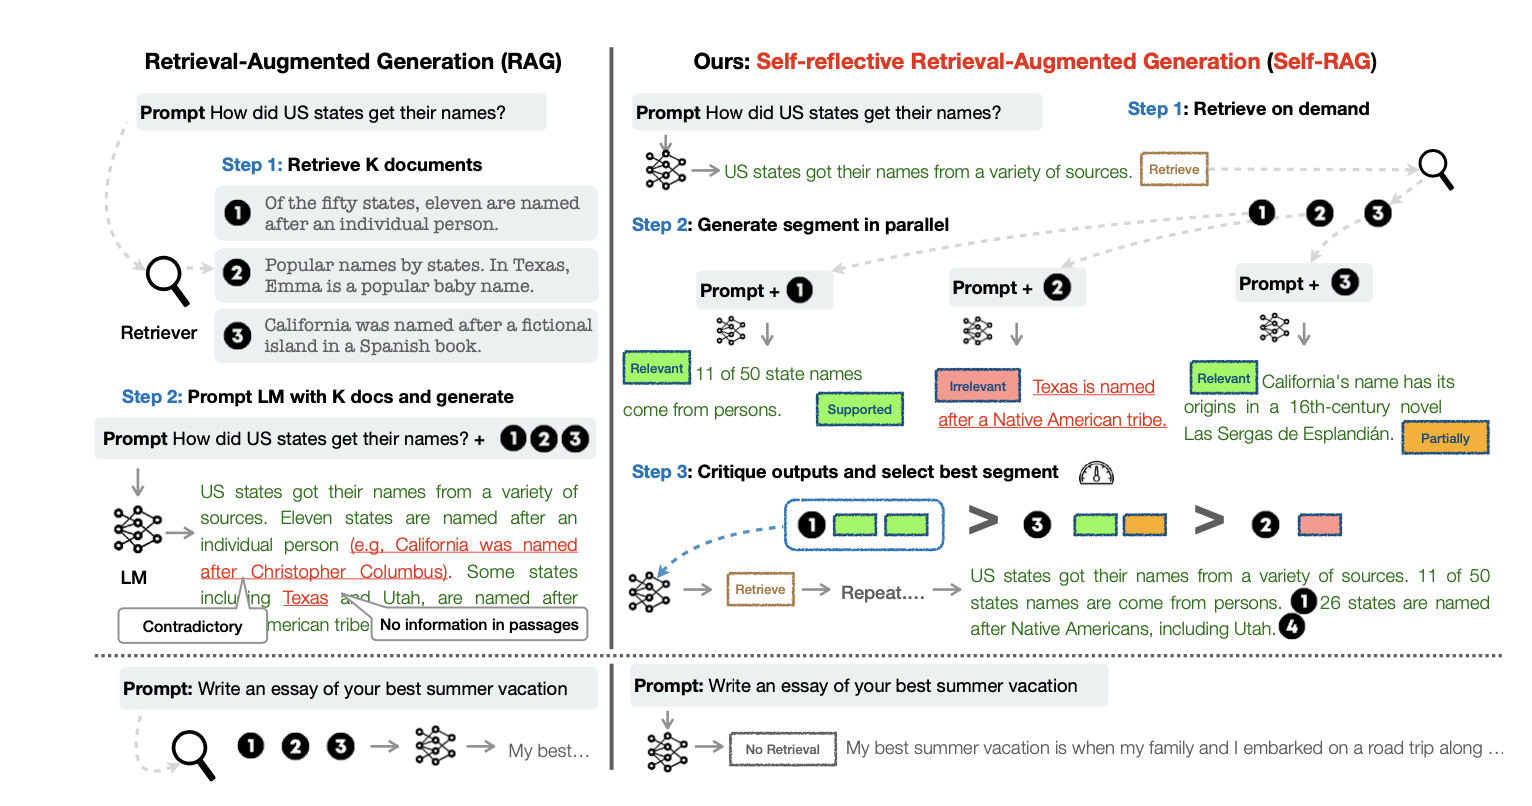 Retrieval-Augmented Generation (RAG)
Prompt How did US states get their names?
Step 1: Retrieve K documents
1 Of the fifty states, eleven are named
after an individual person.
2 Popular names by states. In Texas,
Emma is a popular baby name.
3 California was named after a fictional
island in a Spanish book.
Retriever
Step 2: Prompt LM with K docs and generate
Prompt How did US states get their names? + 1 2 3
LM
US states got their names from a variety of
sources. Eleven states are named after an
individual person (e.g, California was named
after Christopher Columbus). Some states
including Texas and Utah, are named after
merican tribe
Contradictory
No information in passages
Prompt: Write an essay of your best summer vacation
1 2 3
My best…
Ours: Self-reflective Retrieval-Augmented Generation (Self-RAG)
Prompt How did US states get their names?
Step 1: Retrieve on demand
US states got their names from a variety of sources. Retrieve
1 2 3
Step 2: Generate segment in parallel
Prompt + 1
Relevant 11 of 50 state names
come from persons. Supported
Prompt + 2
Irrelevant Texas is named
after a Native American tribe.
Prompt + 3
Relevant California's name has its
origins in a 16th-century novel
Las Sergas de Esplandián. Partially
Step 3: Critique outputs and select best segment
1 > 3 > 2
Retrieve
Repeat....
US states got their names from a variety of sources. 11 of 50
states names are come from persons. 1 26 states are named
after Native Americans, including Utah. 4
Prompt: Write an essay of your best summer vacation
No Retrieval
My best summer vacation is when my family and I embarked on a road trip along …